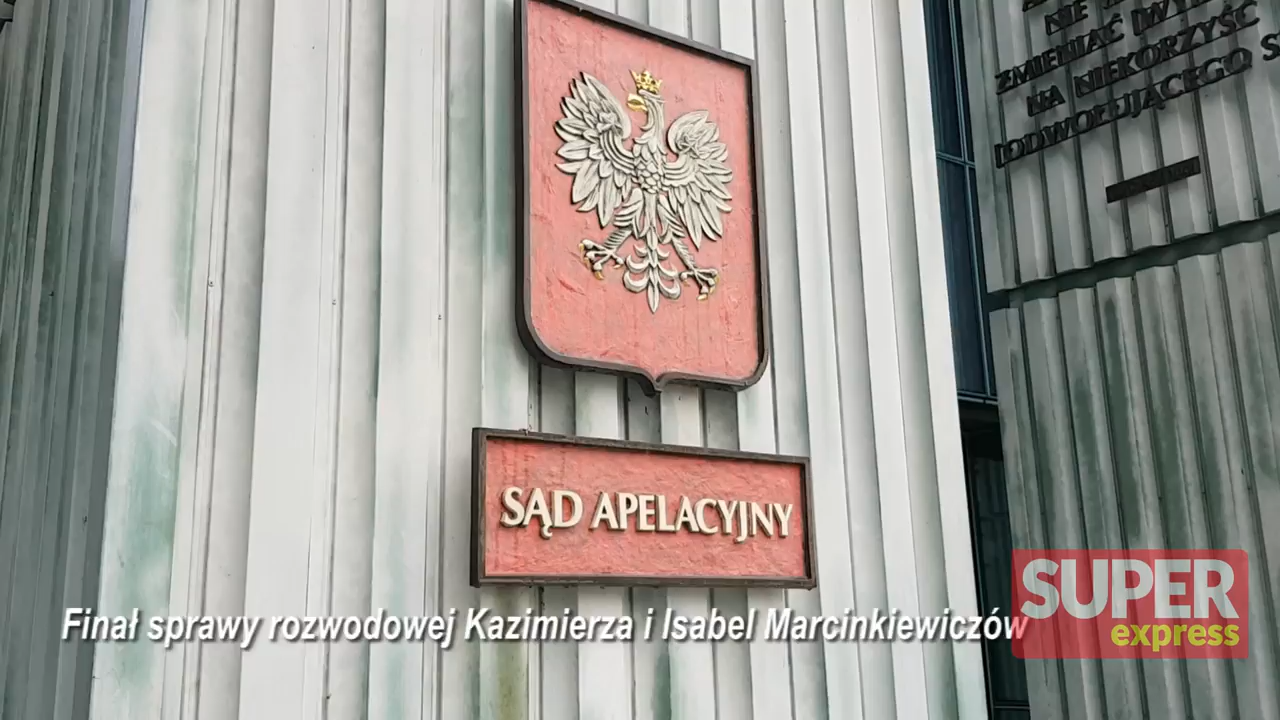 NIE
ZMIENIAĆ
NA NIEKORZYŚĆ
ODWOŁUJĄCEGO
SĄD APELACYJNY
Finał sprawy rozwodowej Kazimierza i Isabel Marcinkiewiczów
SUPER
express